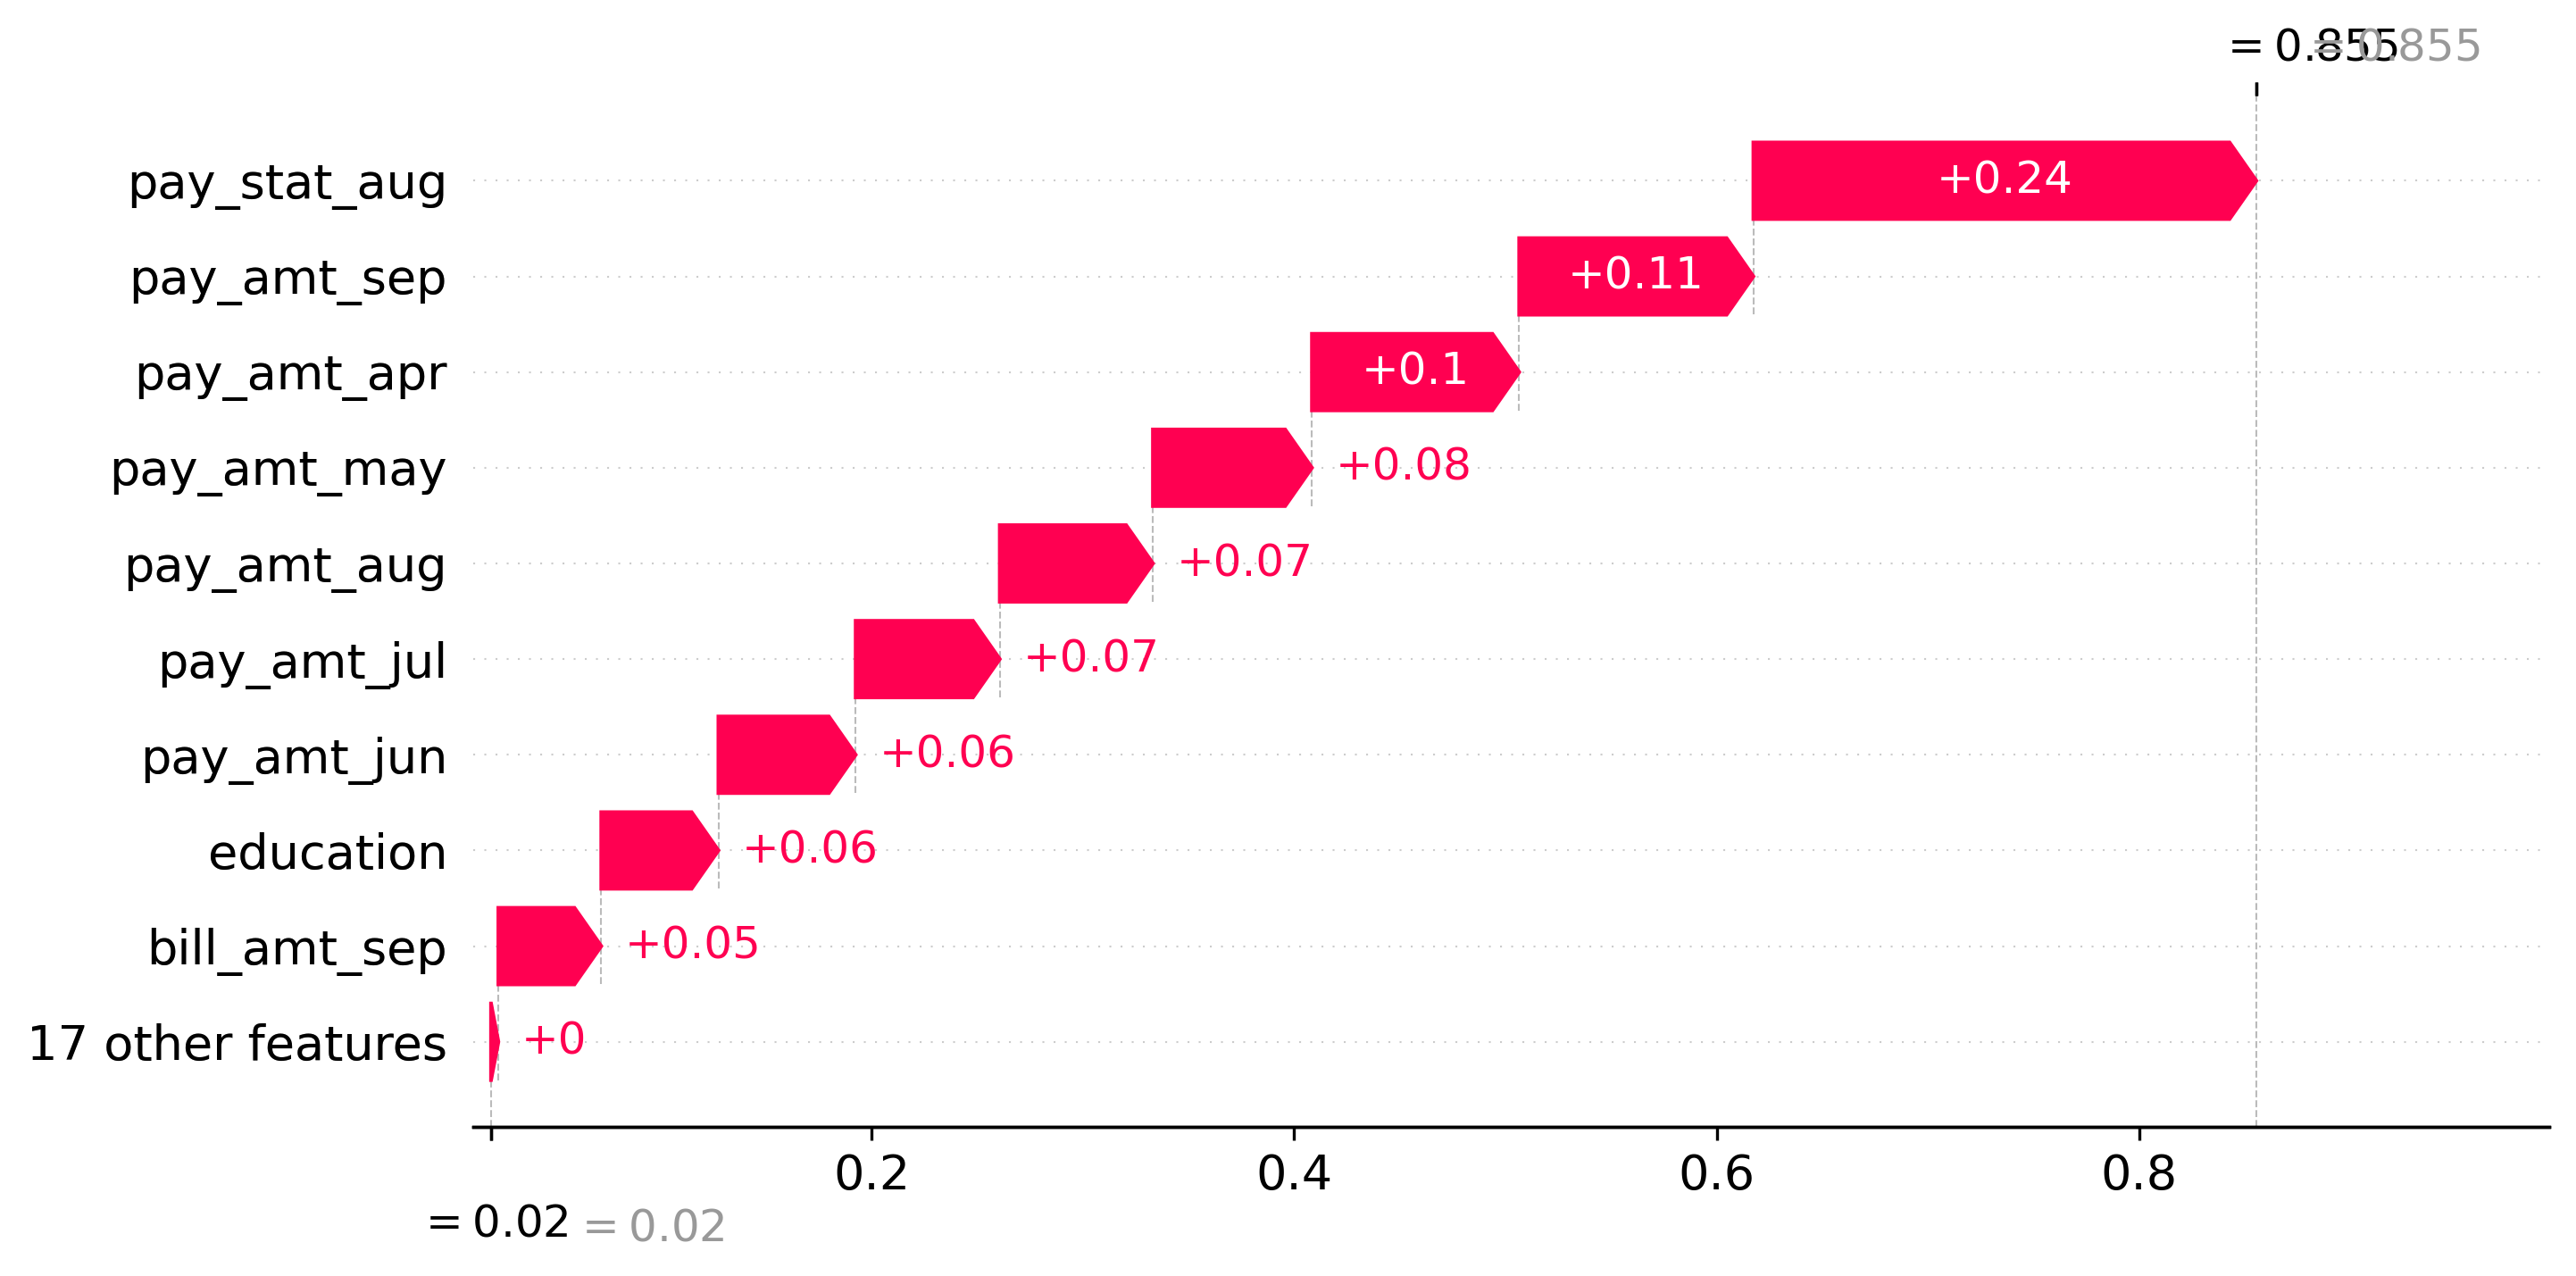 = 0.855 = 0.855
pay_stat_aug +0.24
pay_amt_sep +0.11
pay_amt_apr +0.1
pay_amt_may +0.08
pay_amt_aug +0.07
pay_amt_jul +0.07
pay_amt_jun +0.06
education +0.06
bill_amt_sep +0.05
17 other features +0
0.2 0.4 0.6 0.8
= 0.02 = 0.02